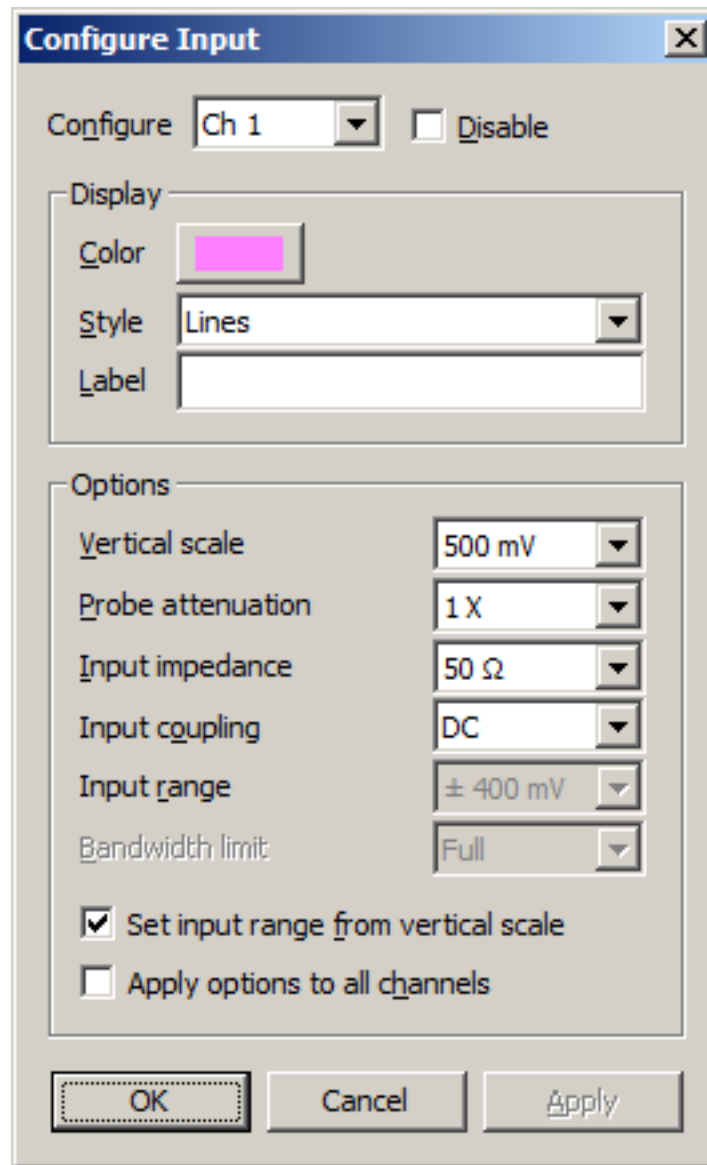 Configure Input
Configure Ch 1 Disable
Display
Color
Style Lines
Label
Options
Vertical scale 500 mV
Probe attenuation 1 X
Input impedance 50 Ω
Input coupling DC
Input range ± 400 mV
Bandwidth limit Full
Set input range from vertical scale
Apply options to all channels
OK Cancel Apply